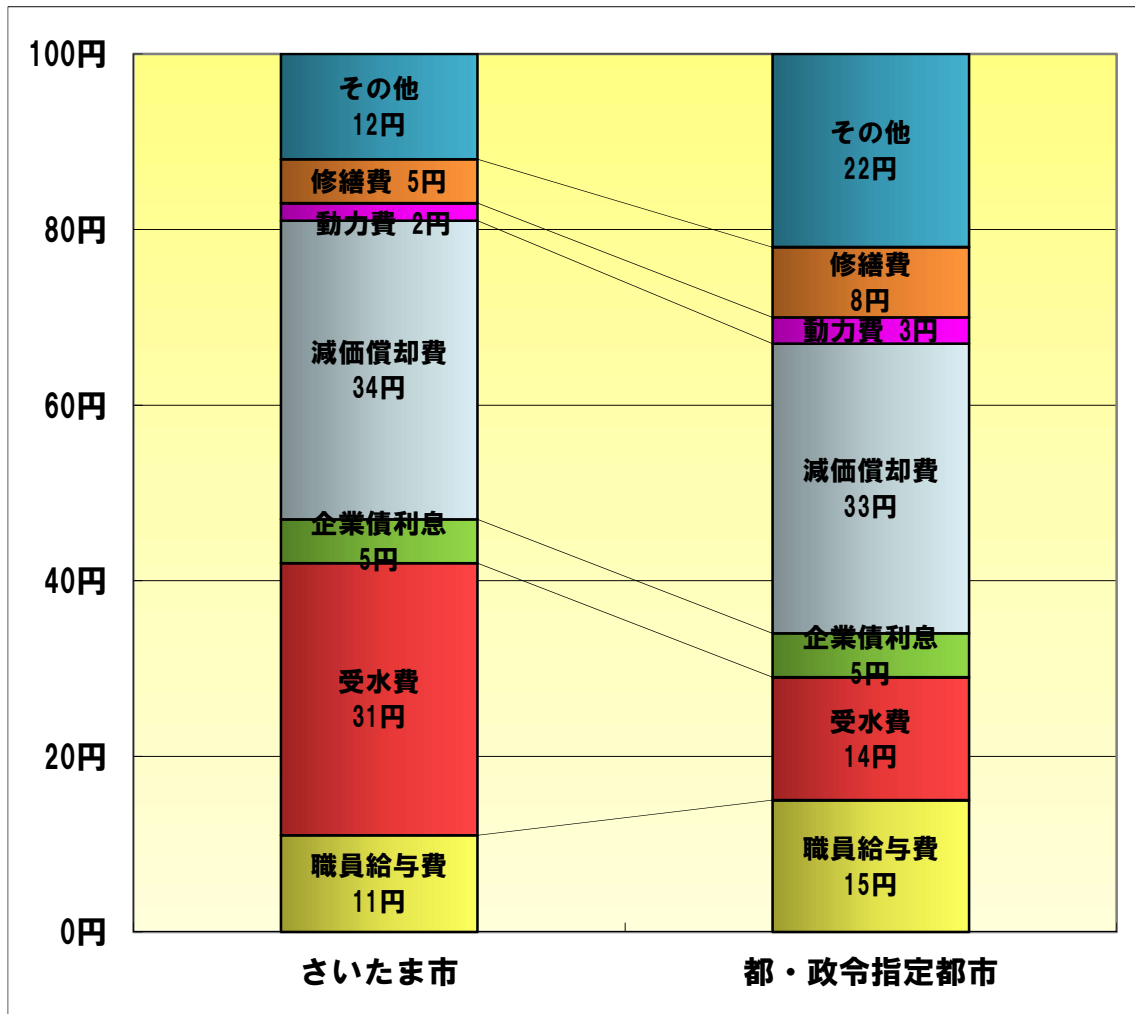 100円
80円
60円
40円
20円
0円
その他
12円
修繕費 5円
動力費 2円
減価償却費
34円
企業債利息
5円
受水費
31円
職員給与費
11円
その他
22円
修繕費
8円
動力費 3円
減価償却費
33円
企業債利息
5円
受水費
14円
職員給与費
15円
さいたま市
都・政令指定都市